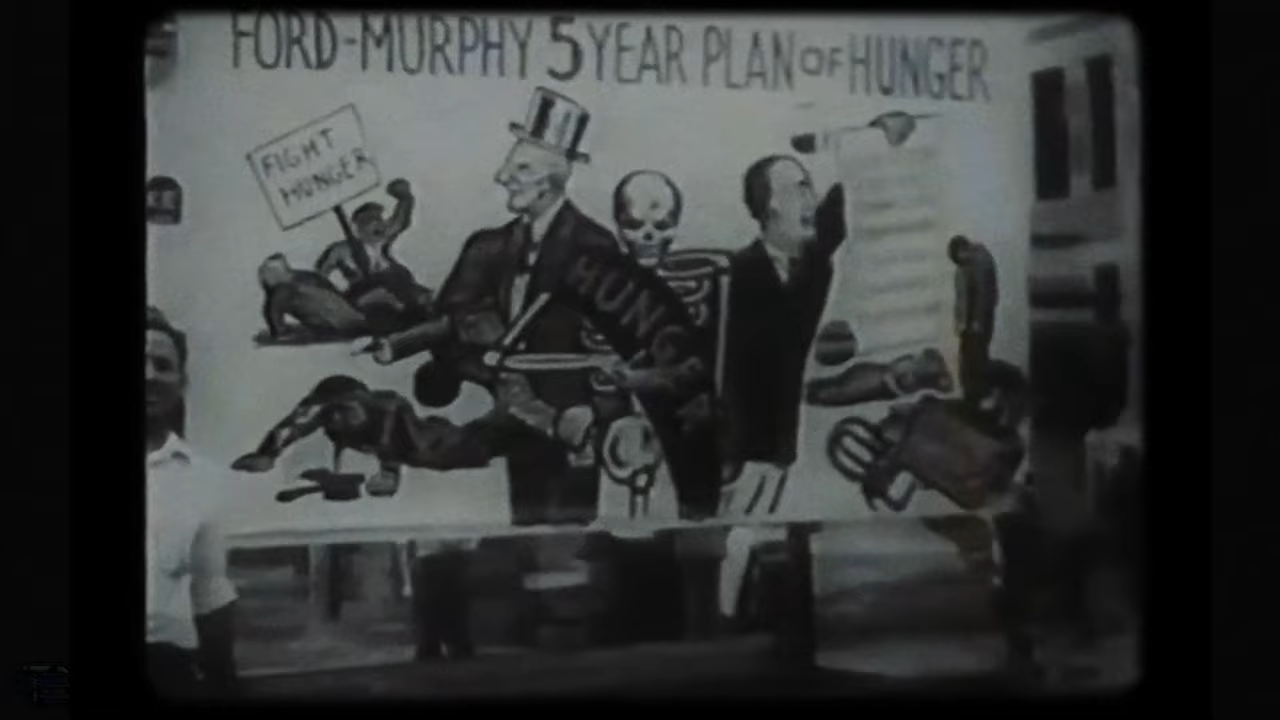 FORD-MURPHY 5 YEAR PLAN OF HUNGER
FIGHT
HUNGER
HUNG